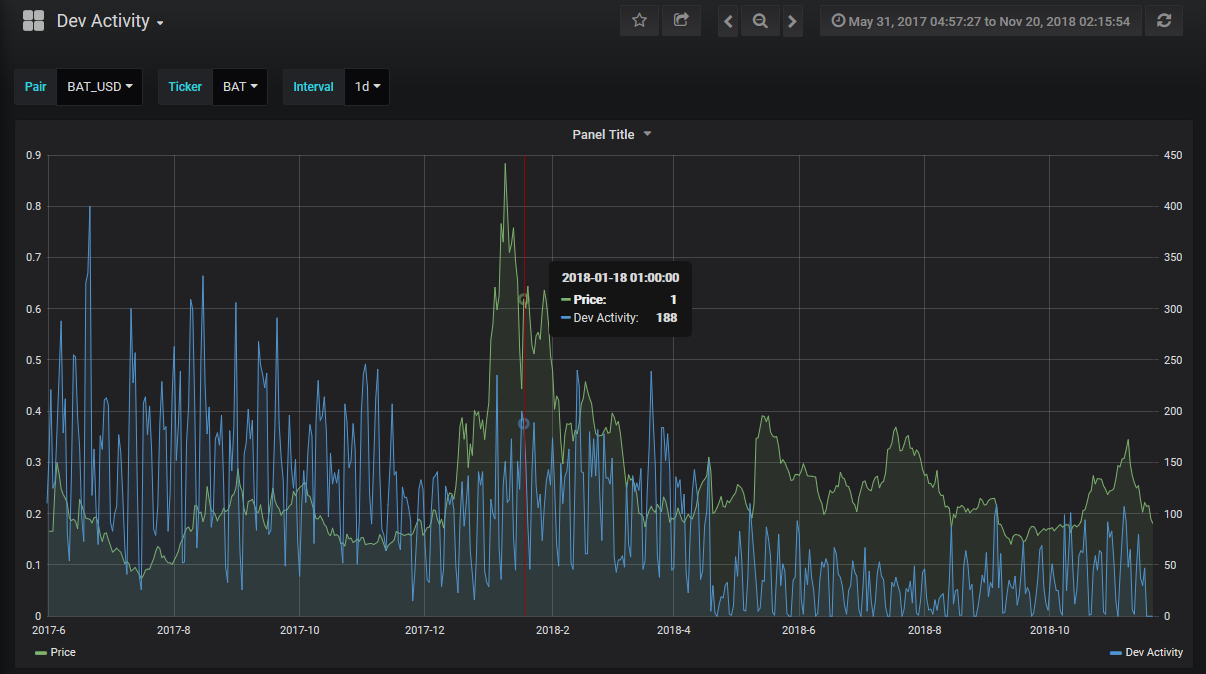 Dev Activity
May 31, 2017 04:57:27 to Nov 20, 2018 02:15:54
Pair BAT_USD Ticker BAT Interval 1d
Panel Title
0.9 450
0.8 400
0.7 350
0.6 300
0.5 250
0.4 200
0.3 150
0.2 100
0.1 50
0 0
2018-01-18 01:00:00
Price: 1
Dev Activity: 188
2017-6 2017-8 2017-10 2017-12 2018-2 2018-4 2018-6 2018-8 2018-10
Price Dev Activity